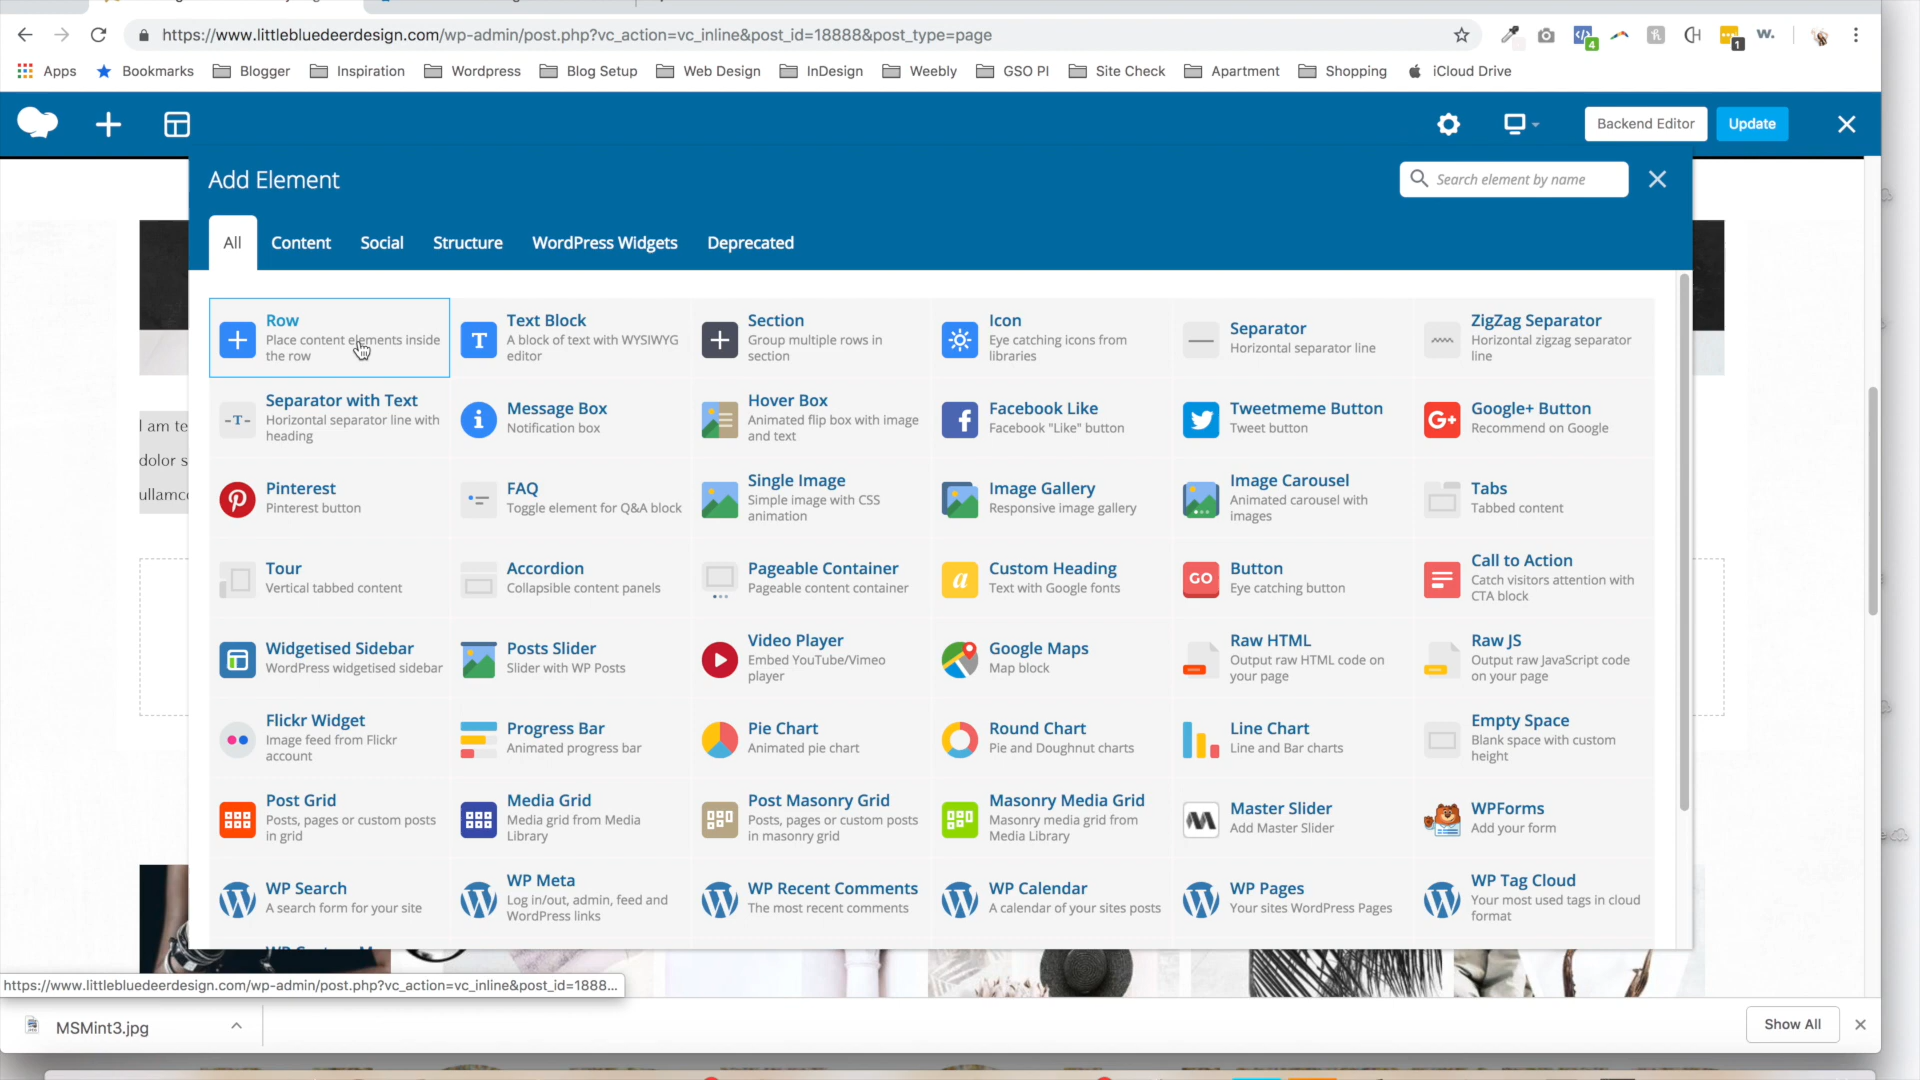 https://www.littlebluedeerdesign.com/wp-admin/post.php?vc_action=vc_inline&post_id=18888&post_type=page
4
1
Apps
Bookmarks
Blogger
Inspiration
Wordpress
Blog Setup
Web Design
InDesign
Weebly
GSO PI
Site Check
Apartment
Shopping
iCloud Drive
Backend Editor
Update
Add Element
Search element by name
All
Content
Social
Structure
WordPress Widgets
Deprecated
Row
Place content elements inside
the row
Text Block
A block of text with WYSIWYG
editor
Section
Group multiple rows in
section
Icon
Eye catching icons from
libraries
Separator
Horizontal separator line
ZigZag Separator
Horizontal zigzag separator
line
Separator with Text
Horizontal separator line with
heading
Message Box
Notification box
Hover Box
Animated flip box with image
and text
Facebook Like
Facebook "Like" button
Tweetmeme Button
Tweet button
Google+ Button
Recommend on Google
I am te
dolor s
ullamco
Pinterest
Pinterest button
FAQ
Toggle element for Q&A block
Single Image
Simple image with CSS
animation
Image Gallery
Responsive image gallery
Image Carousel
Animated carousel with
images
Tabs
Tabbed content
Tour
Vertical tabbed content
Accordion
Collapsible content panels
Pageable Container
Pageable content container
Custom Heading
Text with Google fonts
GO
Button
Eye catching button
Call to Action
Catch visitors attention with
CTA block
Widgetised Sidebar
WordPress widgetised sidebar
Posts Slider
Slider with WP Posts
Video Player
Embed YouTube/Vimeo
player
Google Maps
Map block
Raw HTML
Output raw HTML code on
your page
Raw JS
Output raw JavaScript code
on your page
Flickr Widget
Image feed from Flickr
account
Progress Bar
Animated progress bar
Pie Chart
Animated pie chart
Round Chart
Pie and Doughnut charts
Line Chart
Line and Bar charts
Empty Space
Blank space with custom
height
Post Grid
Posts, pages or custom posts
in grid
Media Grid
Media grid from Media
Library
Post Masonry Grid
Posts, pages or custom posts
in masonry grid
Masonry Media Grid
Masonry media grid from
Media Library
Master Slider
Add Master Slider
WPForms
Add your form
WP Search
A search form for your site
WP Meta
Log in/out, admin, feed and
WordPress links
WP Recent Comments
The most recent comments
WP Calendar
A calendar of your sites posts
WP Pages
Your sites WordPress Pages
WP Tag Cloud
Your most used tags in cloud
format
https://www.littlebluedeerdesign.com/wp-admin/post.php?vc_action=vc_inline&post_id=1888...
MSMint3.jpg
Show All